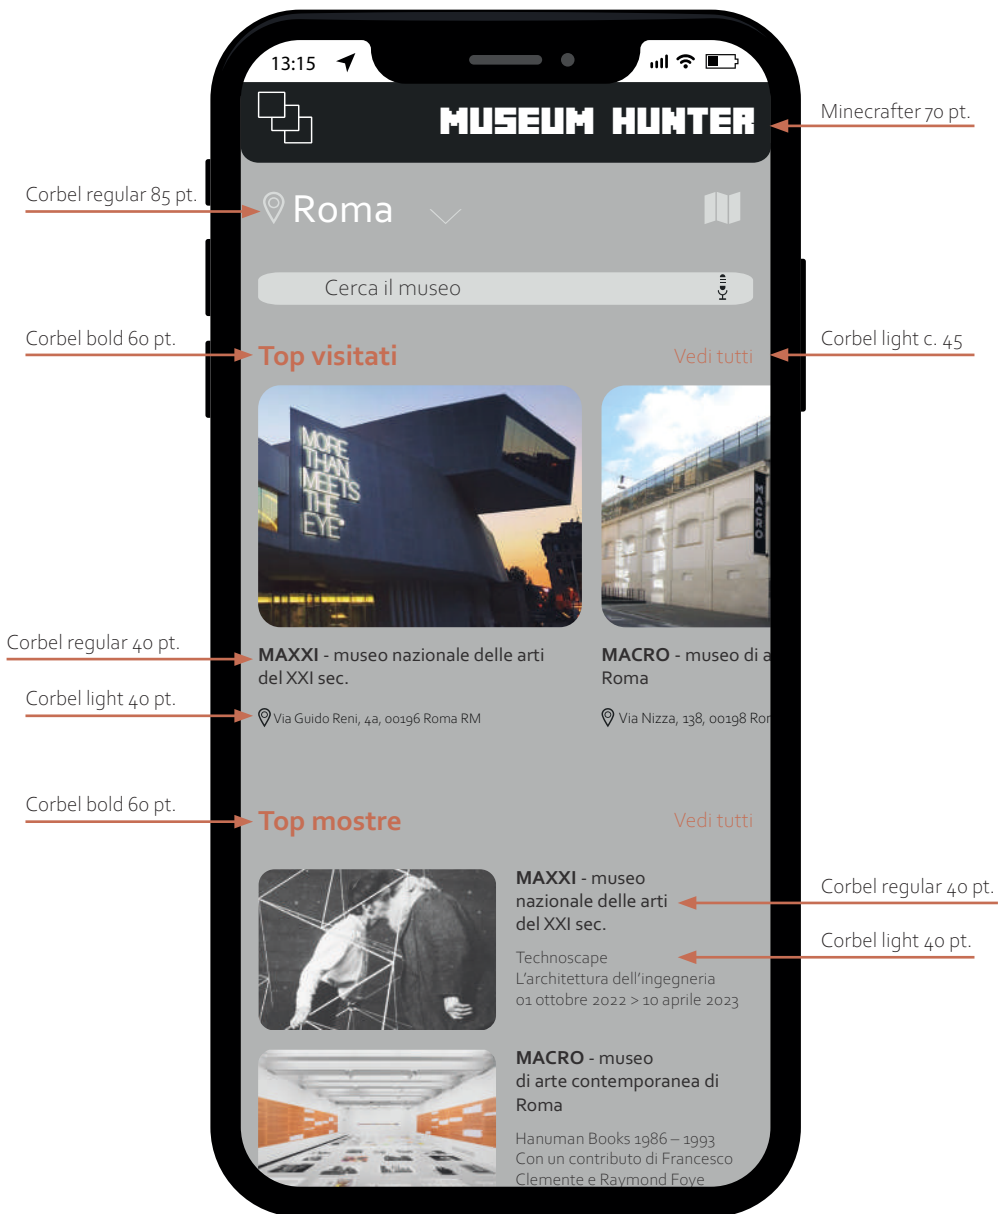 13:15
MUSEUM HUNTER
Minecrafter 70 pt.
Corbel regular 85 pt.
Roma
Cerca il museo
Corbel bold 60 pt.
Top visitati
Vedi tutti
Corbel light c. 45
MORE
THAN
MEETS
THE
EYE
MACRO
Corbel regular 40 pt.
MAXXI - museo nazionale delle arti
del XXI sec.
MACRO - museo di a
Roma
Corbel light 40 pt.
Via Guido Reni, 4a, 00196 Roma RM
Via Nizza, 138, 00198 Ror
Corbel bold 60 pt.
Top mostre
Vedi tutti
MAXXI - museo
nazionale delle arti
del XXI sec.
Corbel regular 40 pt.
Technoscape
L'architettura dell'ingegneria
01 ottobre 2022 > 10 aprile 2023
Corbel light 40 pt.
MACRO - museo
di arte contemporanea di
Roma
Hanuman Books 1986 – 1993
Con un contributo di Francesco
Clemente e Raymond Foye